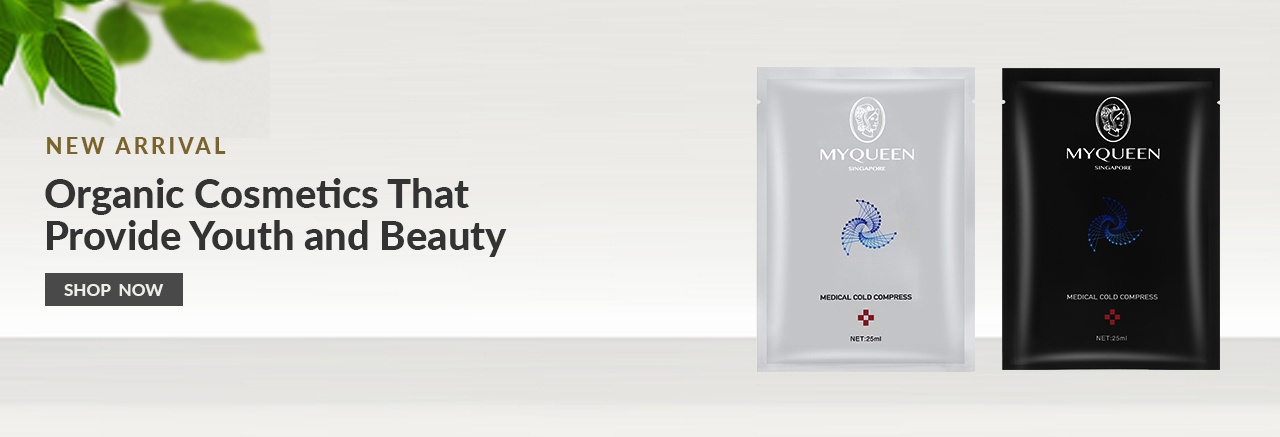 NEW ARRIVAL
Organic Cosmetics That
Provide Youth and Beauty
SHOP NOW
MYQUEEN
SINGAPORE
MEDICAL COLD COMPRESS
NET:25ml
MYQUEEN
SINGAPORE
MEDICAL COLD COMPRESS
NET:25ml